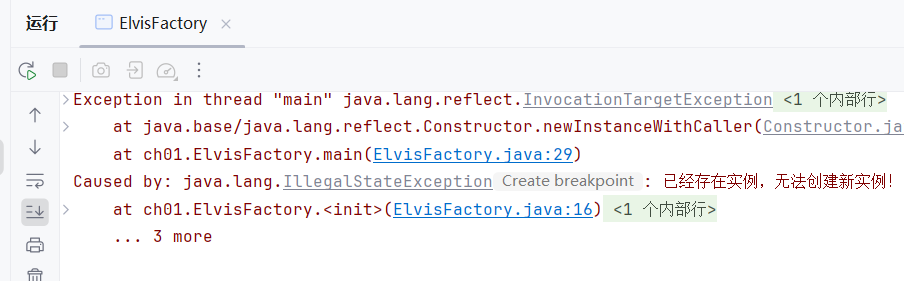 运行 ElvisFactory
Exception in thread "main" java.lang.reflect.InvocationTargetException <1 个内部行>
at java.base/java.lang.reflect.Constructor.newInstanceWithCaller(Constructor.ja
at ch01.ElvisFactory.main(ElvisFactory.java:29)
Caused by: java.lang.IllegalStateException Create breakpoint : 已经存在实例，无法创建新实例！
at ch01.ElvisFactory.<init>(ElvisFactory.java:16) <1 个内部行>
... 3 more